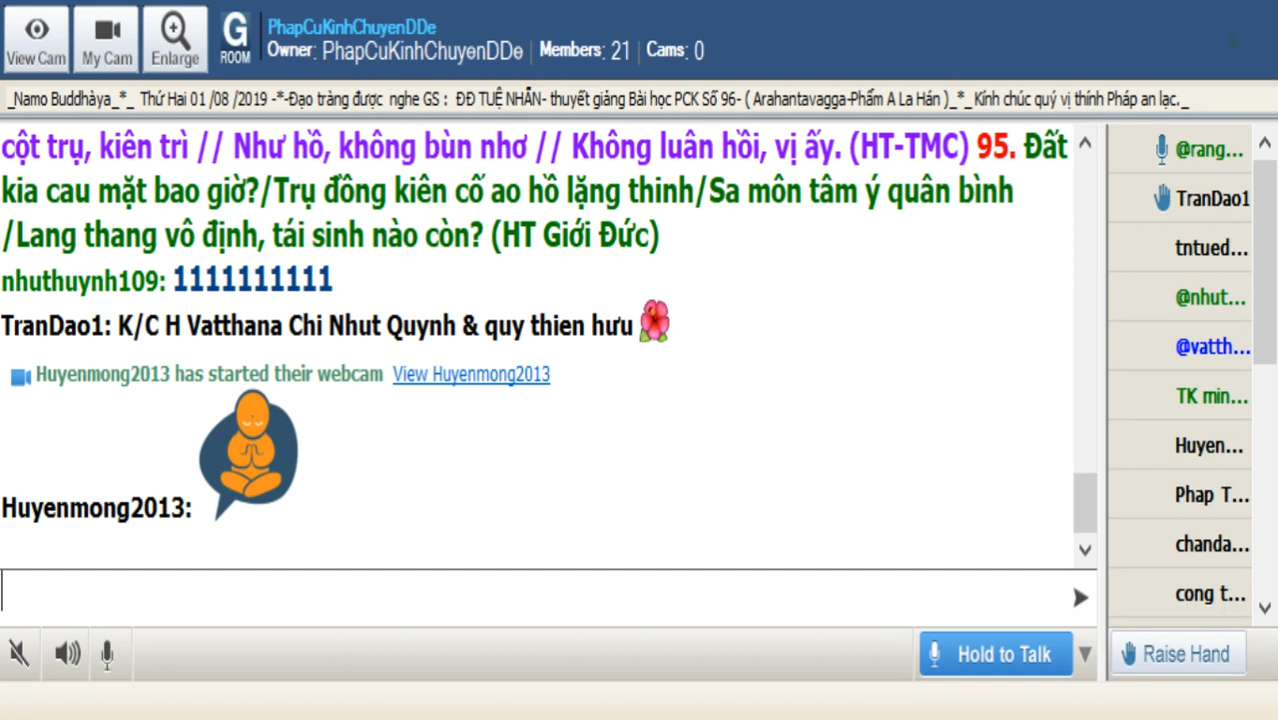 View Cam
My Cam
Enlarge
G
ROOM
PhapCuKinhChuyenDDe
Owner: PhapCuKinhChuyenDDe | Members: 21 | Cams: 0
_Namo Buddhàya_*_ Thứ Hai 01 /08 /2019 -*-Đạo tràng được nghe GS : ĐĐ TUỆ NHẪN- thuyết giảng Bài học PCK Số 96- ( Arahantavagga-Phẩm A La Hán )_*_ Kính chúc quý vị thính Pháp an lạc._
cột trụ, kiên trì // Như hồ, không bùn nhơ // Không luân hồi, vị ấy. (HT-TMC) 95. Đất
kia cau mặt bao giờ?/Trụ đồng kiên cố ao hồ lặng thinh/Sa môn tâm ý quân bình
/Lang thang vô định, tái sinh nào còn? (HT Giới Đức)
nhuthuynh109: 1111111111
TranDao1: K/C H Vatthana Chi Nhut Quynh & quy thien hưu
Huyenmong2013 has started their webcam View Huyenmong2013
Huyenmong2013:
@rang...
TranDao1
tntued...
@nhut...
@vatth...
TK min...
Huyen...
Phap T...
chanda...
cong t...
Hold to Talk
Raise Hand